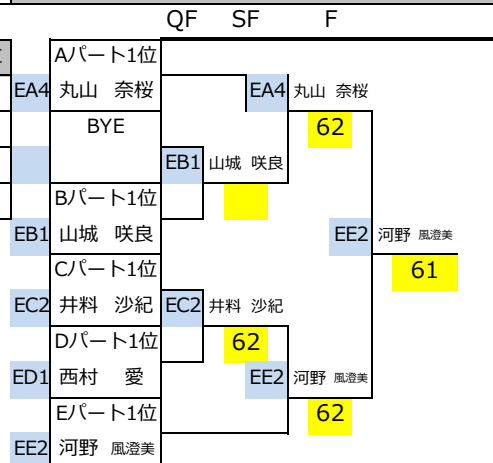 QF SF F
Aパート1位
EA4 丸山 奈桜 EA4 丸山 奈桜
BYE 62
EB1 山城 咲良
Bパート1位
EB1 山城 咲良 EE2 河野 風澄美
Cパート1位 61
EC2 井料 沙紀 EC2 井料 沙紀
Dパート1位 62
ED1 西村 愛 EE2 河野 風澄美
Eパート1位 62
EE2 河野 風澄美